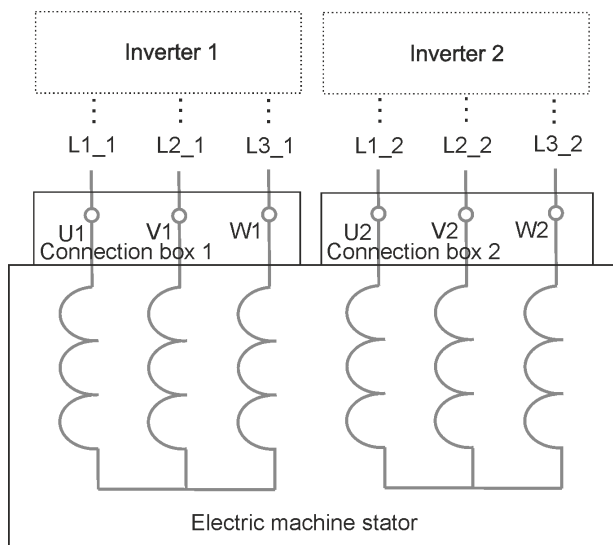 Inverter 1 Inverter 2
L1_1 L2_1 L3_1 L1_2 L2_2 L3_2
U1 V1 W1 U2 V2 W2
Connection box 1 Connection box 2
Electric machine stator